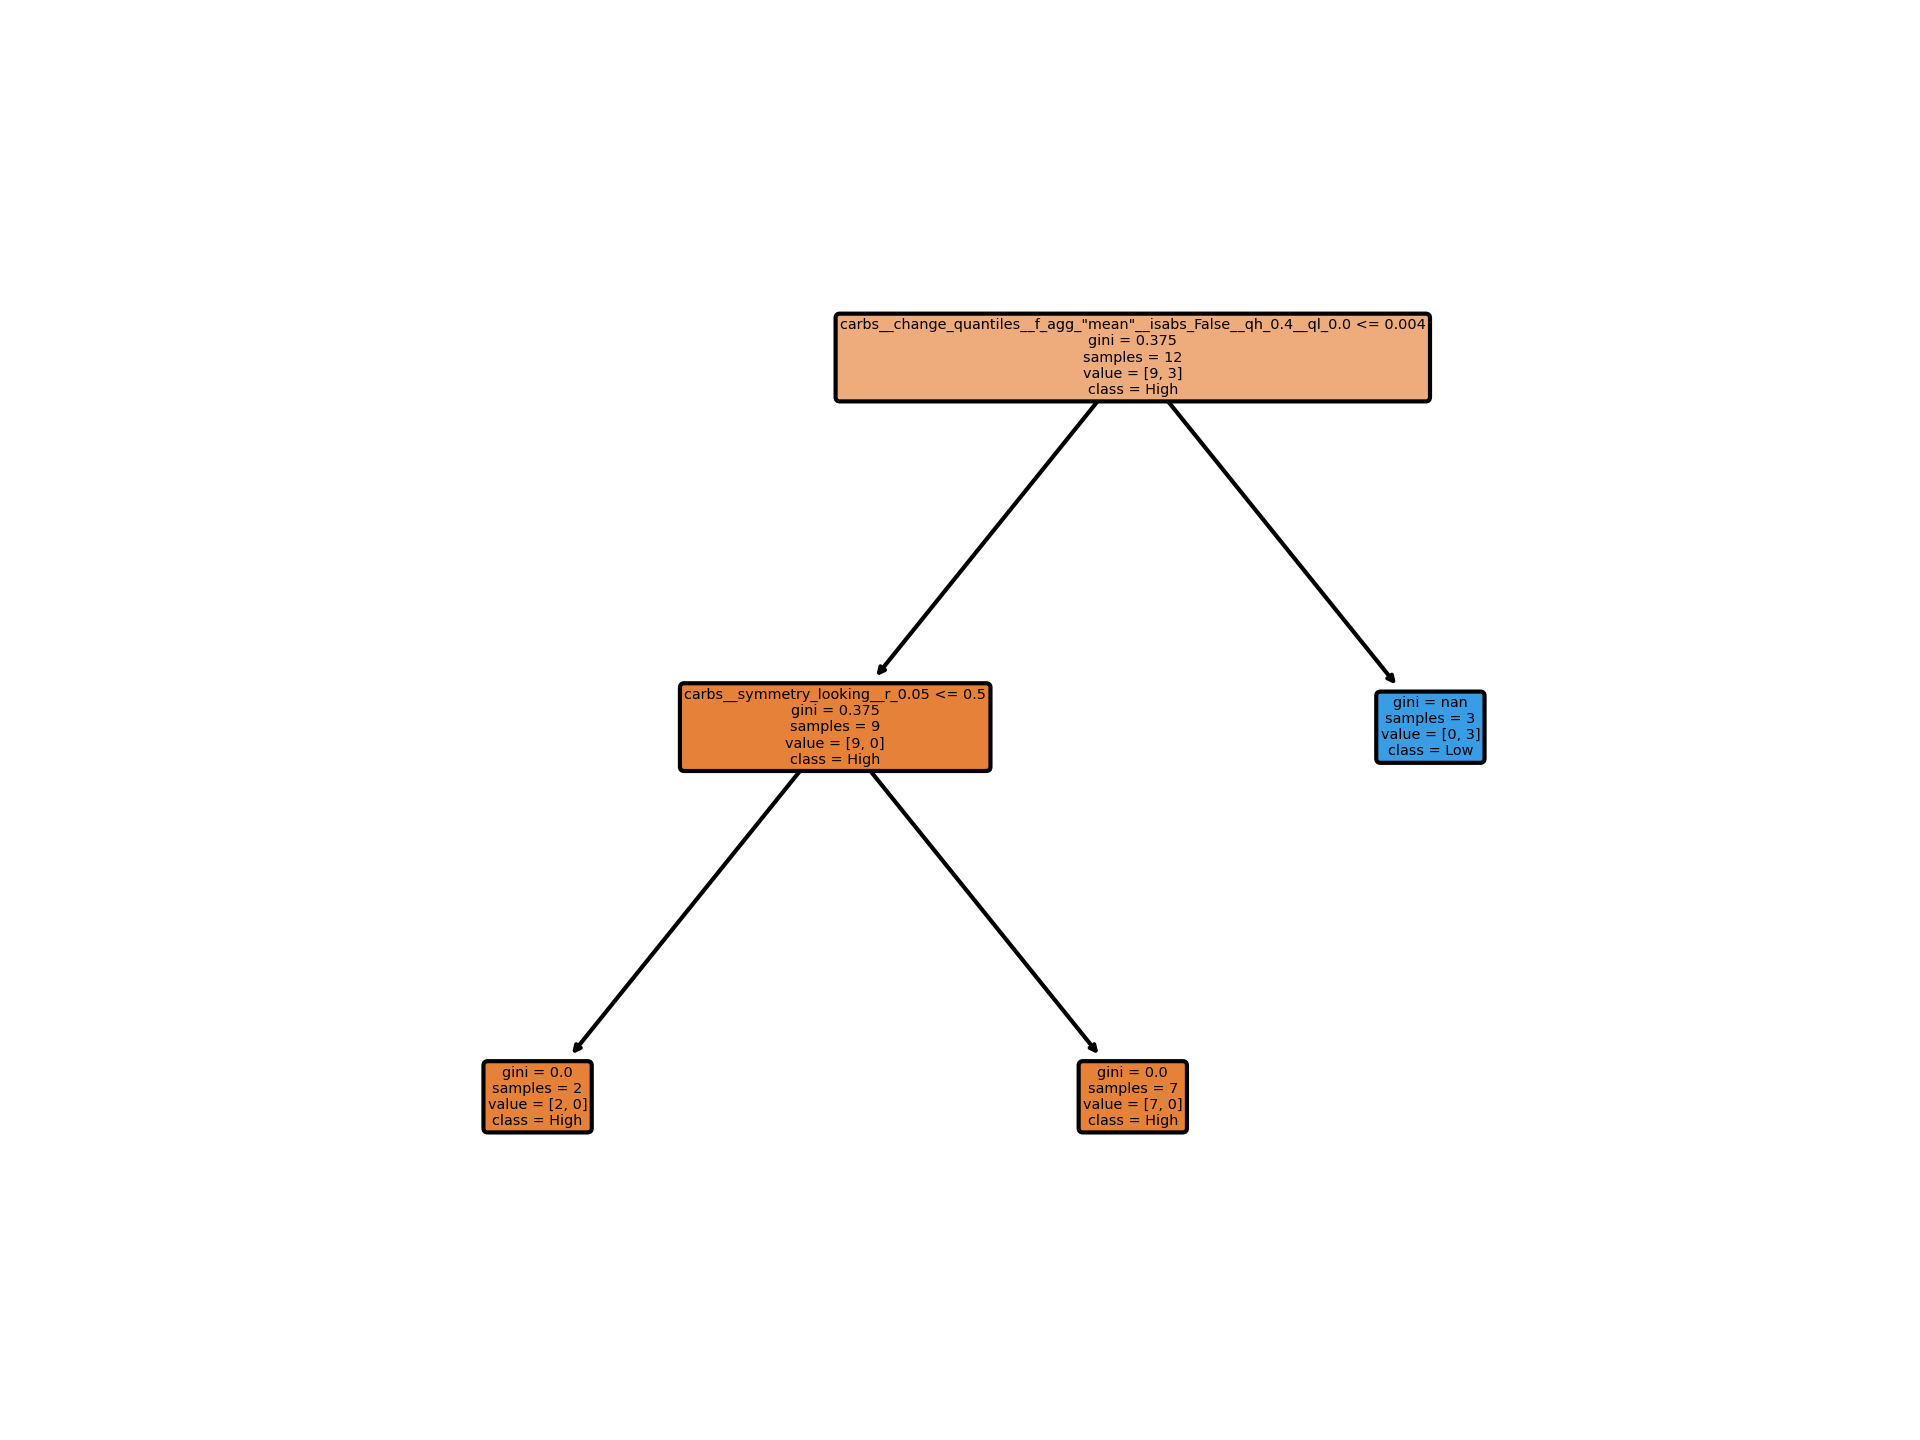 carbs__change_quantiles__f_agg_"mean"__isabs_False__qh_0.4__ql_0.0 <= 0.004
gini = 0.375
samples = 12
value = [9, 3]
class = High
carbs__symmetry_looking__r_0.05 <= 0.5
gini = 0.375
samples = 9
value = [9, 0]
class = High
gini = nan
samples = 3
value = [0, 3]
class = Low
gini = 0.0
samples = 2
value = [2, 0]
class = High
gini = 0.0
samples = 7
value = [7, 0]
class = High